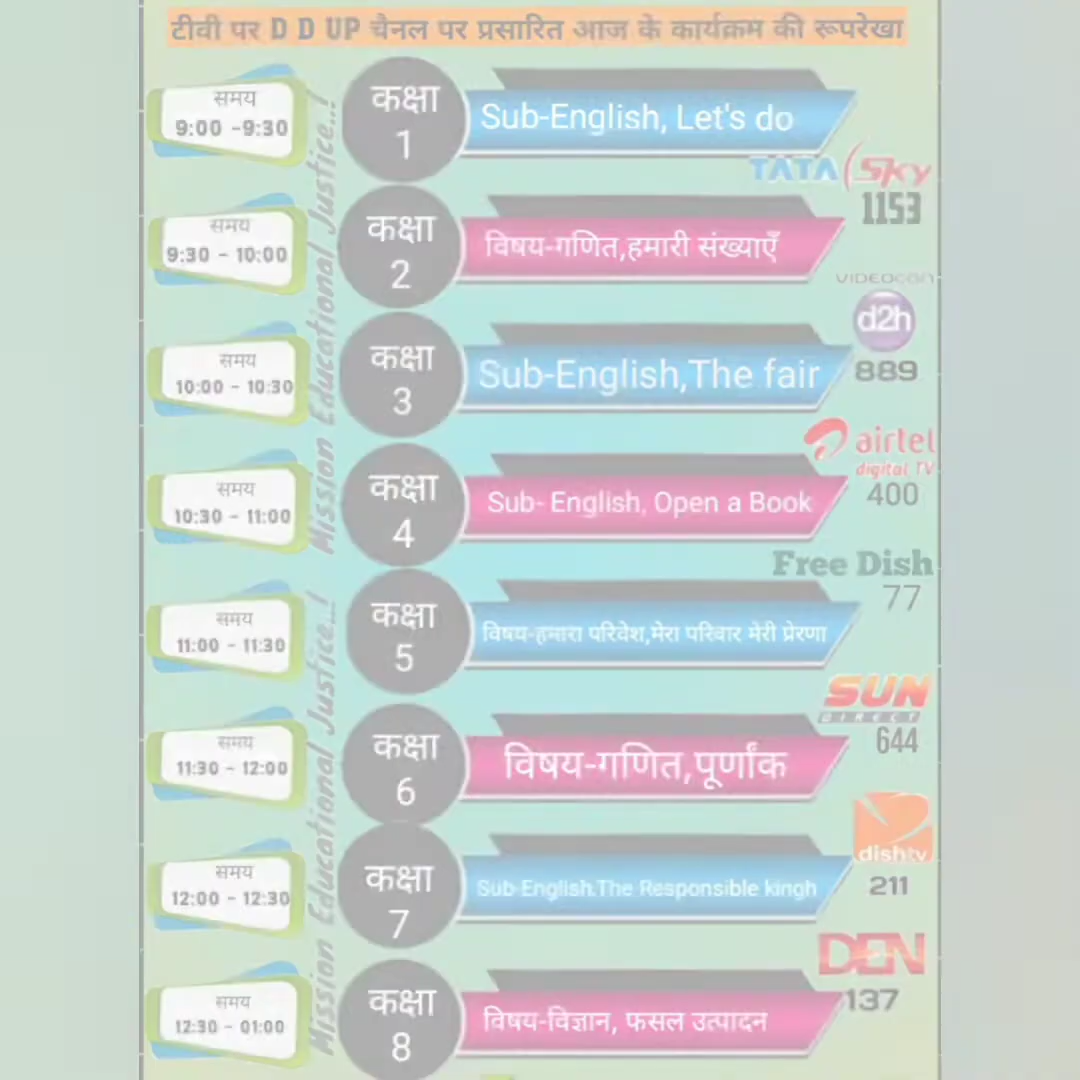 टीवी पर D D UP चैनल पर प्रसारित आज के कार्यक्रम की रूपरेखा
समय
9:00 -9:30
कक्षा
1
Sub-English, Let's do
TATA Sky
1153
समय
9:30 - 10:00
कक्षा
2
विषय-गणित,हमारी संख्याएँ
VIDEOCON
d2h
889
समय
10:00 - 10:30
कक्षा
3
Sub-English,The fair
airtel
digital TV
400
समय
10:30 - 11:00
कक्षा
4
Sub- English, Open a Book
Free Dish
77
समय
11:00 - 11:30
कक्षा
5
विषय-हमारा परिवेश,मेरा परिवार मेरी प्रेरणा
SUN
DIRECT
644
समय
11:30 - 12:00
कक्षा
6
विषय-गणित,पूर्णांक
dishtv
211
समय
12:00 - 12:30
कक्षा
7
Sub-English.The Responsible kingh
DEN
137
समय
12:30 - 01:00
कक्षा
8
विषय-विज्ञान, फसल उत्पादन
Mission Educational Justice...!
Mission Educational Justice...!